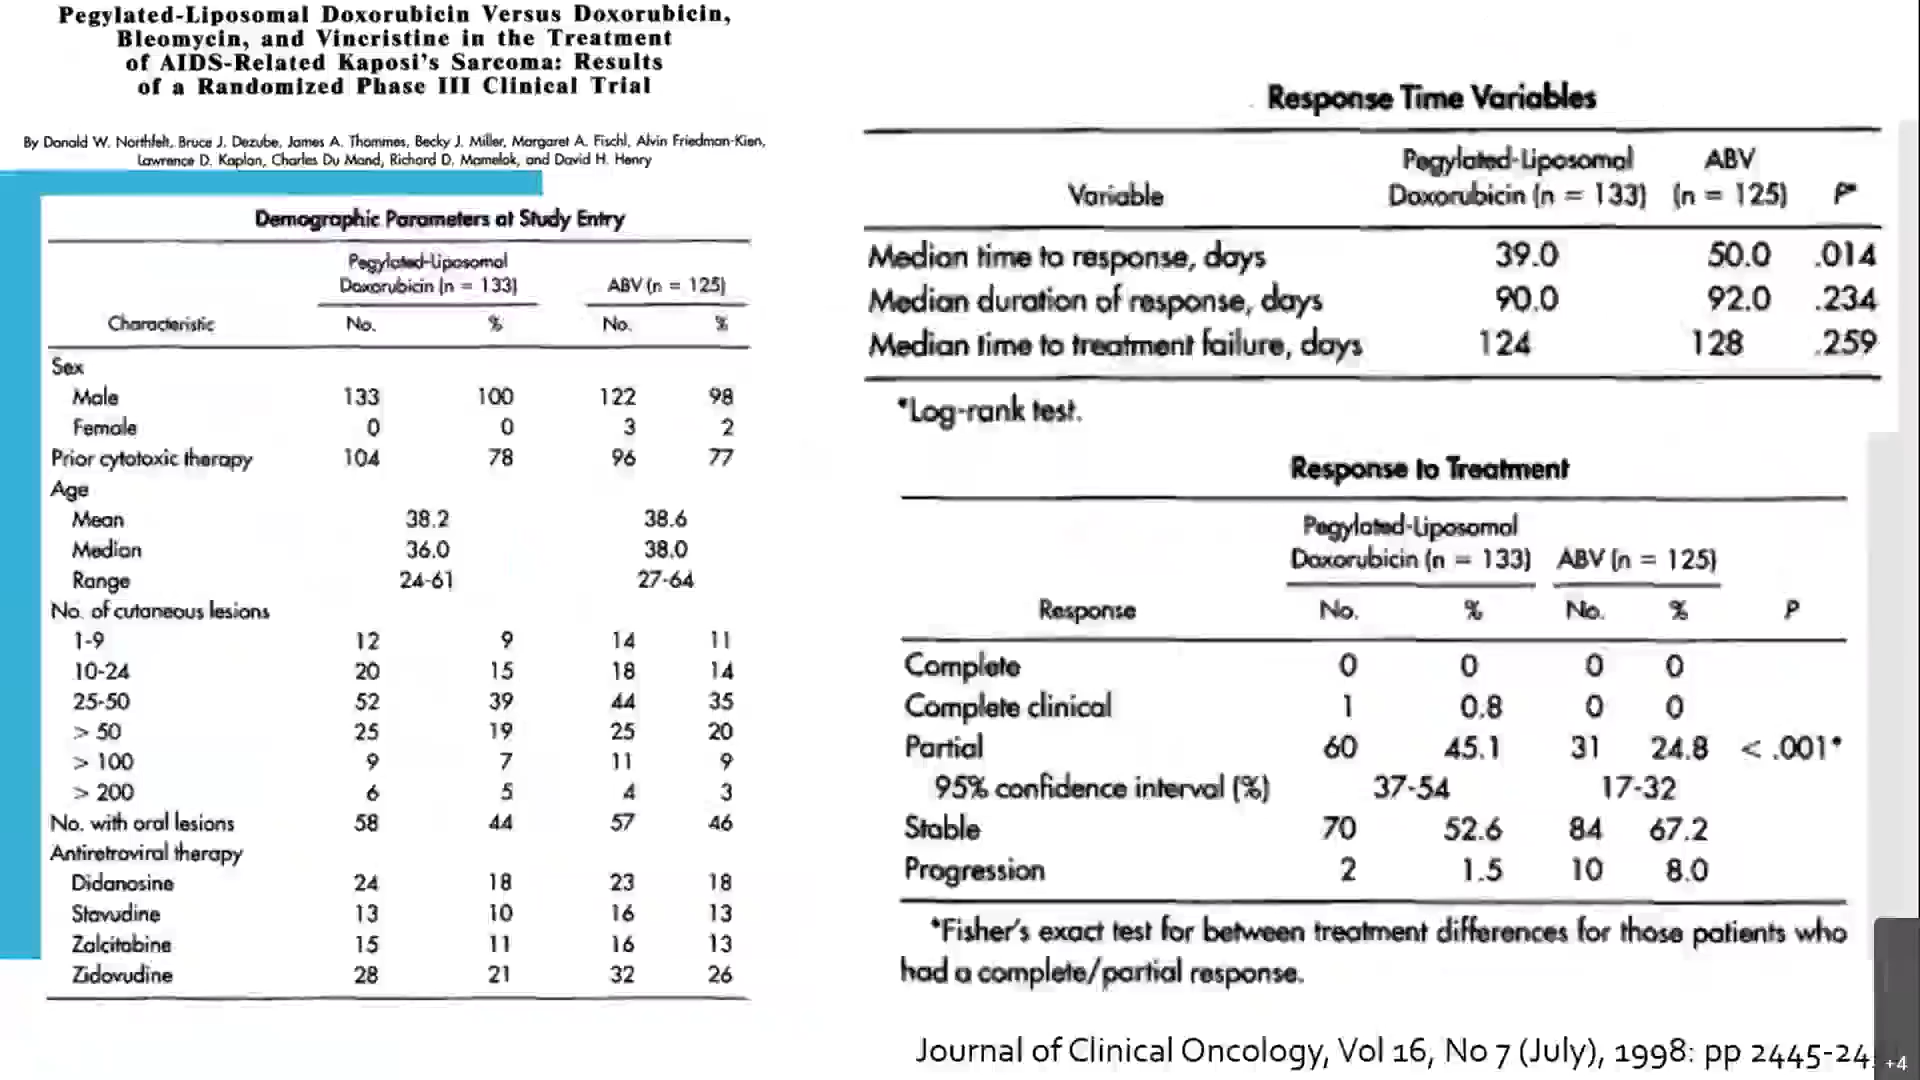 Pegylated-Liposomal Doxorubicin Versus Doxorubicin,
Bleomycin, and Vincristine in the Treatment
of AIDS-Related Kaposi's Sarcoma: Results
of a Randomized Phase III Clinical Trial
By Donald W. Northfelt, Bruce J. Dezube, James A. Thommes, Becky J. Miller, Margaret A. Fischl, Alvin Friedman-Kien,
Lawrence D. Kaplan, Charles Du Mond, Richard D. Mamelok, and David H. Henry
Demographic Parameters at Study Entry
Pegylated-Liposomal
Doxorubicin (n = 133) ABV (n = 125)
Characteristic No. % No. %
Sex
Male 133 100 122 98
Female 0 0 3 2
Prior cytotoxic therapy 104 78 96 77
Age
Mean 38.2 38.6
Median 36.0 38.0
Range 24-61 27-64
No. of cutaneous lesions
1-9 12 9 14 11
10-24 20 15 18 14
25-50 52 39 44 35
> 50 25 19 25 20
> 100 9 7 11 9
> 200 6 5 4 3
No. with oral lesions 58 44 57 46
Antiretroviral therapy
Didanosine 24 18 23 18
Stavudine 13 10 16 13
Zalcitabine 15 11 16 13
Zidovudine 28 21 32 26
Response Time Variables
Pegylated-Liposomal ABV
Variable Doxorubicin (n = 133) (n = 125) P*
Median time to response, days 39.0 50.0 .014
Median duration of response, days 90.0 92.0 .234
Median time to treatment failure, days 124 128 .259
*Log-rank test.
Response to Treatment
Pegylated-Liposomal
Doxorubicin (n = 133) ABV (n = 125)
Response No. % No. % P
Complete 0 0 0 0
Complete clinical 1 0.8 0 0
Partial 60 45.1 31 24.8 < .001*
95% confidence interval (%) 37-54 17-32
Stable 70 52.6 84 67.2
Progression 2 1.5 10 8.0
*Fisher's exact test for between treatment differences for those patients who
had a complete/partial response.
Journal of Clinical Oncology, Vol 16, No 7 (July), 1998: pp 2445-24
+4